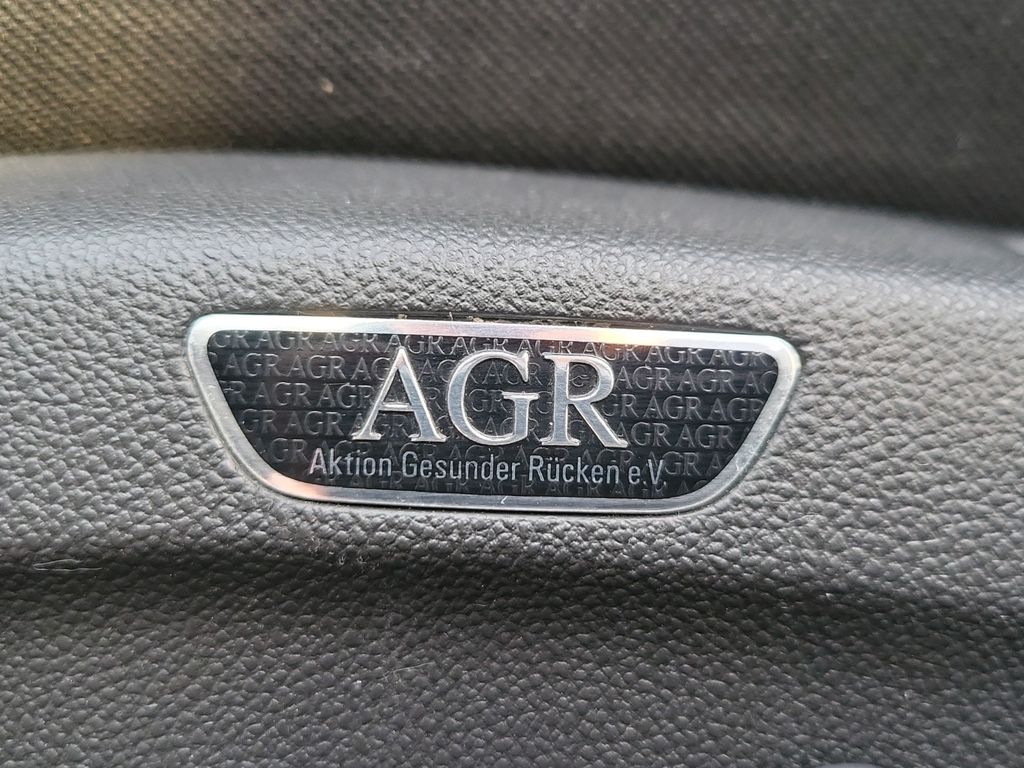 AGR
Aktion Gesunder Rücken e.V.